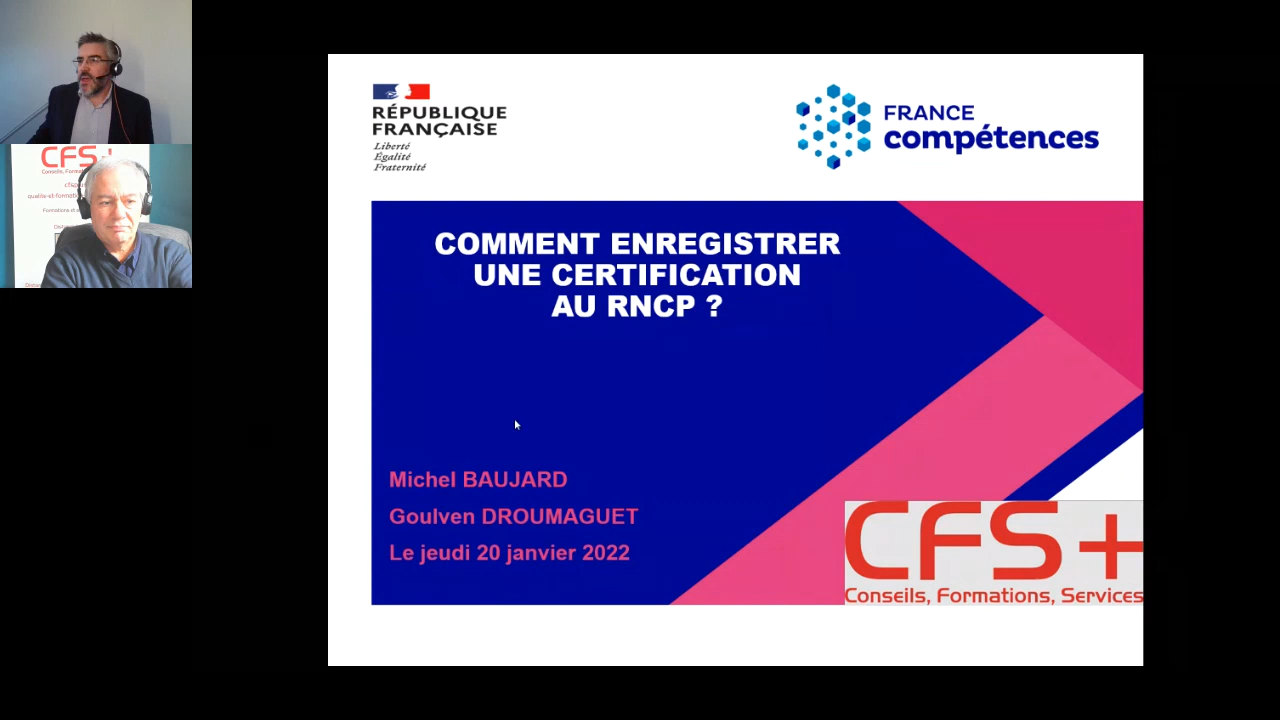 CFS+
RÉPUBLIQUE
FRANÇAISE
Liberté
Égalité
Fraternité
FRANCE
compétences
COMMENT ENREGISTRER
UNE CERTIFICATION
AU RNCP ?
Michel BAUJARD
Goulven DROUMAGUET
Le jeudi 20 janvier 2022
CFS+
Conseils, Formations, Services